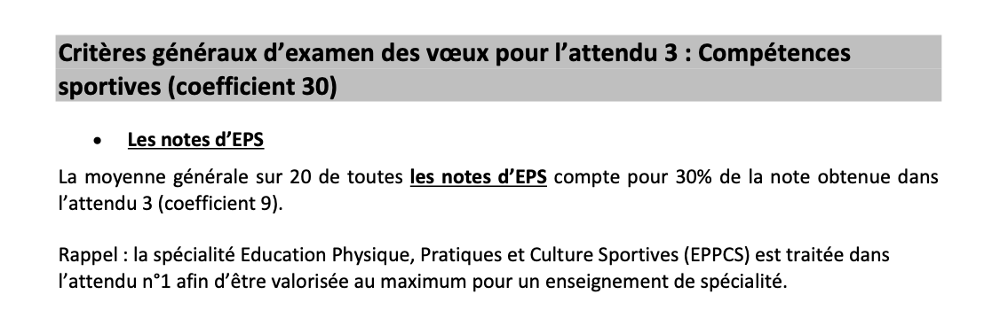 Critères généraux d’examen des vœux pour l’attendu 3 : Compétences
sportives (coefficient 30)
• Les notes d’EPS
La moyenne générale sur 20 de toutes les notes d’EPS compte pour 30% de la note obtenue dans
l’attendu 3 (coefficient 9).
Rappel : la spécialité Education Physique, Pratiques et Culture Sportives (EPPCS) est traitée dans
l’attendu n°1 afin d’être valorisée au maximum pour un enseignement de spécialité.